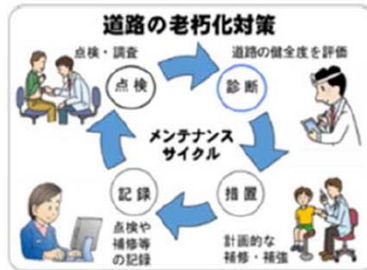 道路の老朽化対策
点検・調査
道路の健全度を評価
点検
診断
メンテナンス
サイクル
記録
措置
点検や
補修等
の記録
計画的な
補修・補強